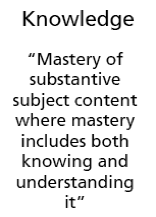 Knowledge
“Mastery of
substantive
subject content
where mastery
includes both
knowing and
understanding
it”